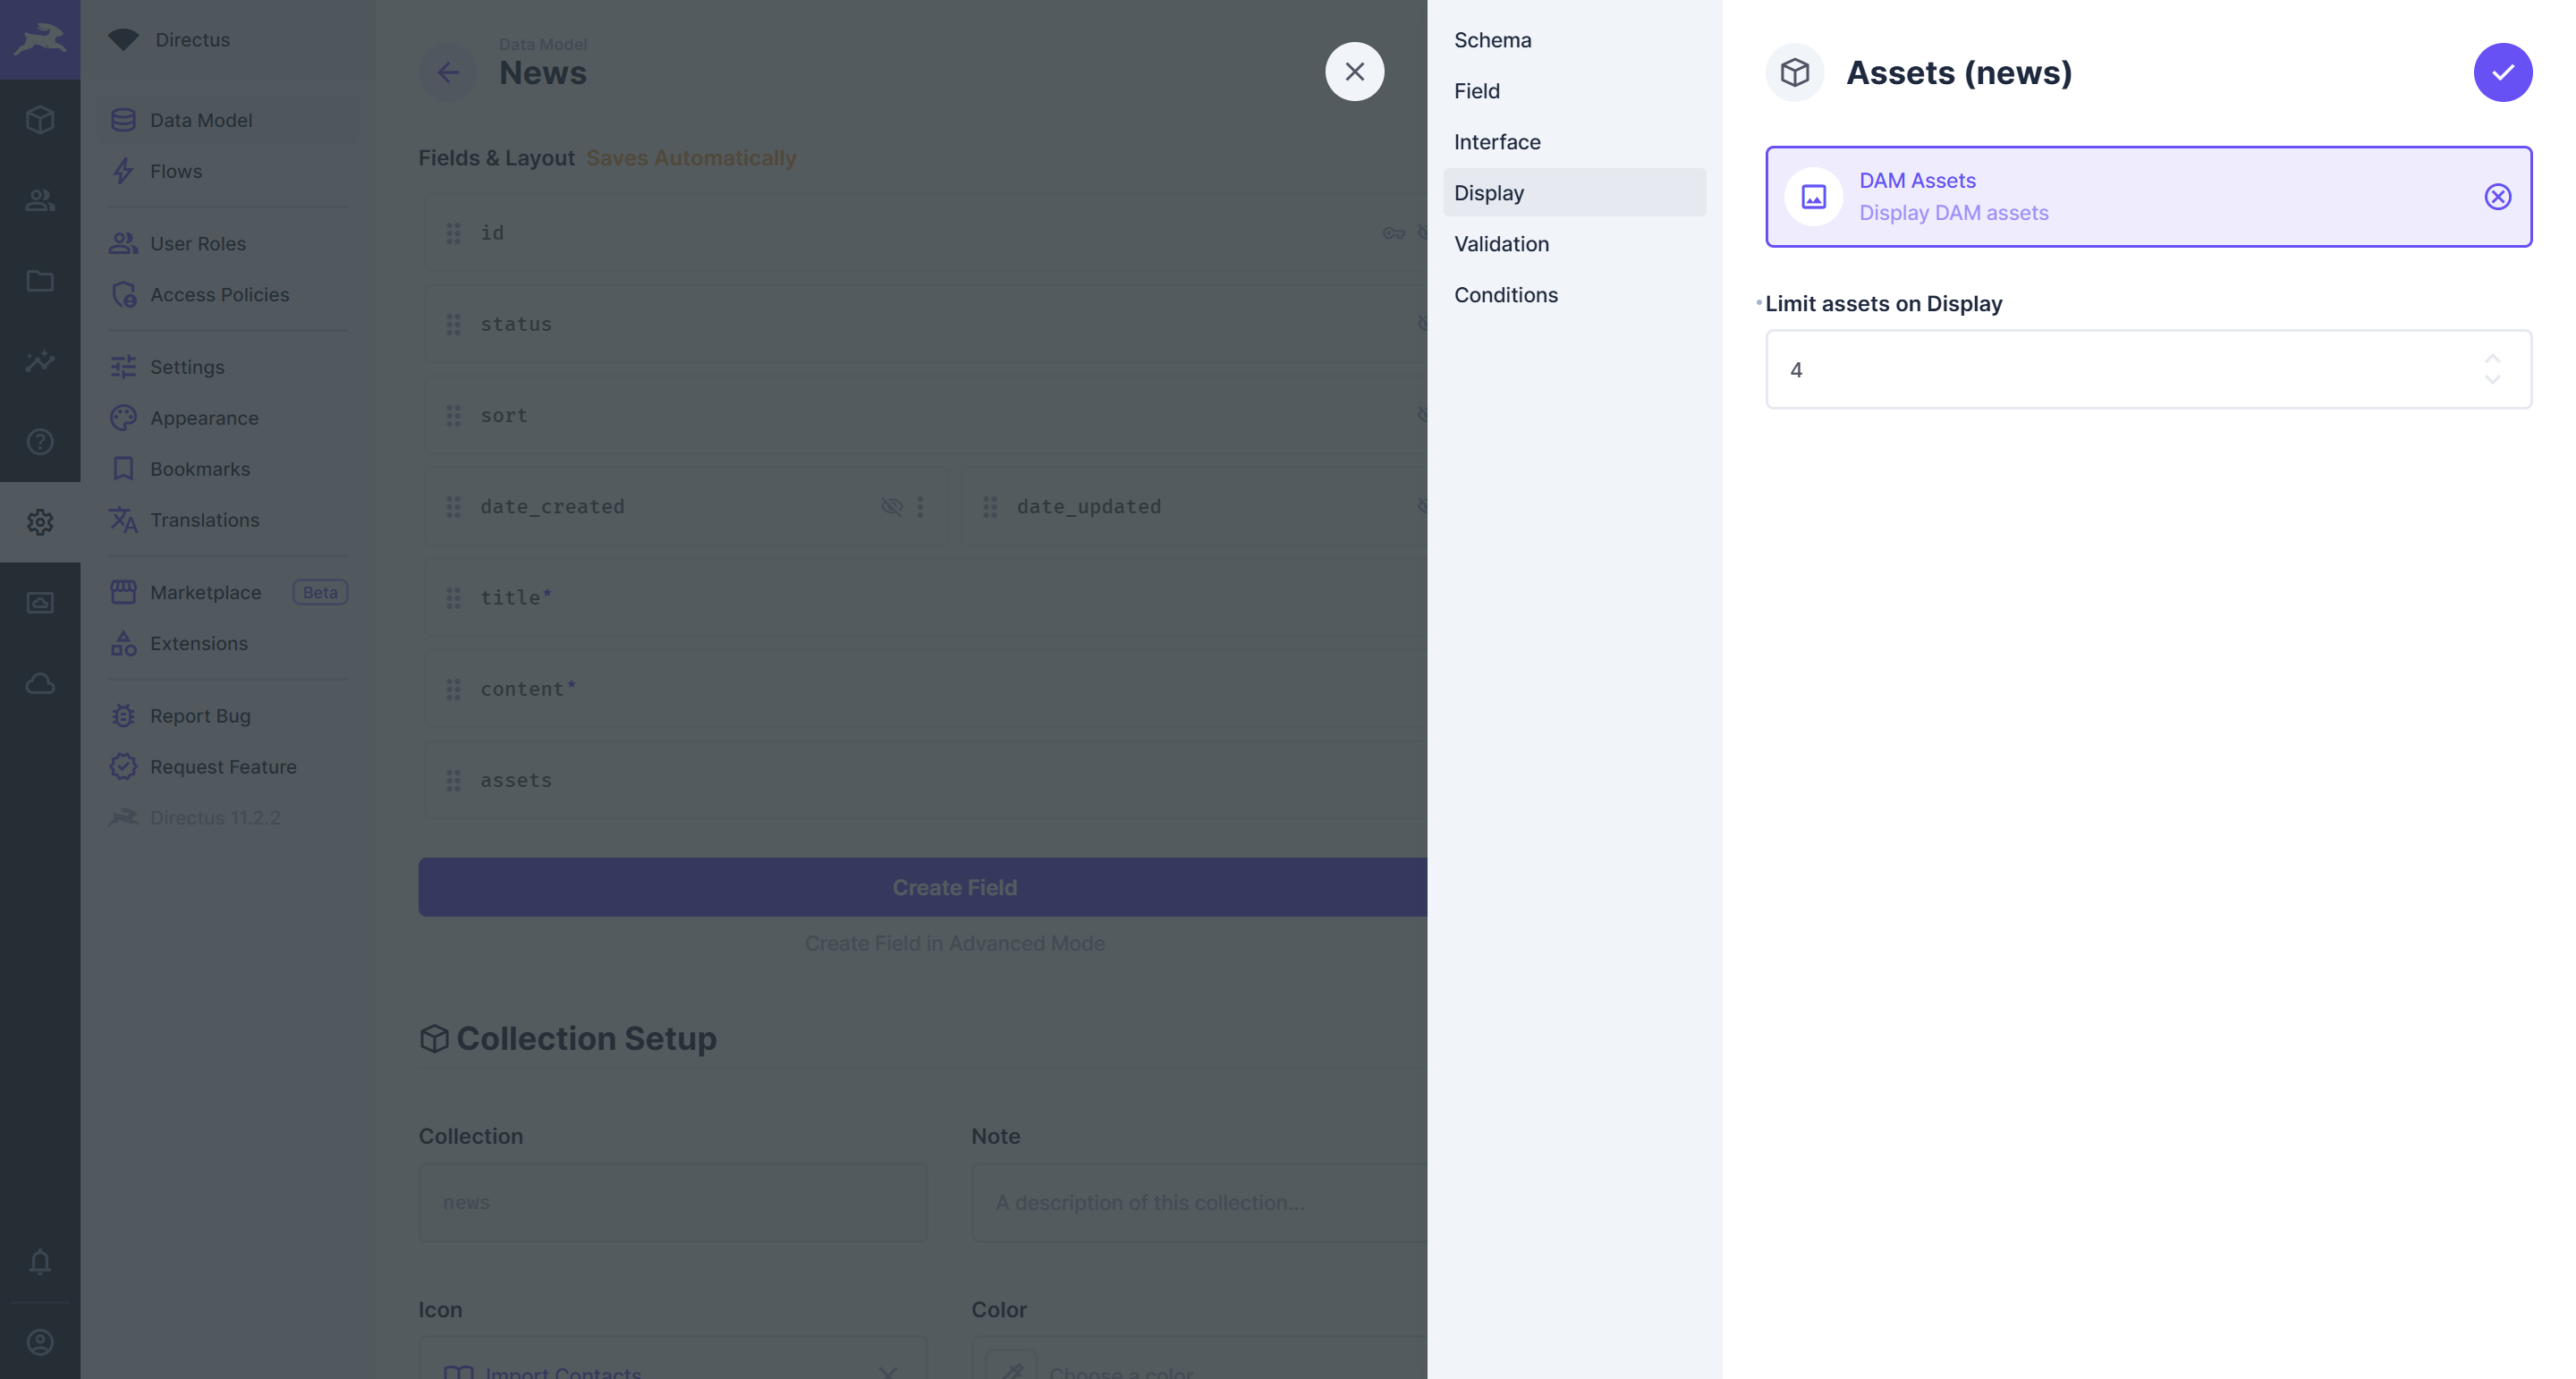 Directus
Data Model
Flows
User Roles
Access Policies
Settings
Appearance
Bookmarks
Translations
Marketplace Beta
Extensions
Report Bug
Request Feature
Directus 11.2.2
Data Model
News
Fields & Layout Saves Automatically
id
status
sort
date_created
date_updated
title*
content*
assets
Create Field
Create Field in Advanced Mode
Collection Setup
Collection
news
Note
A description of this collection...
Icon
Import Contacts
Color
Choose a color...
Schema
Field
Interface
Display
Validation
Conditions
Assets (news)
DAM Assets
Display DAM assets
Limit assets on Display
4